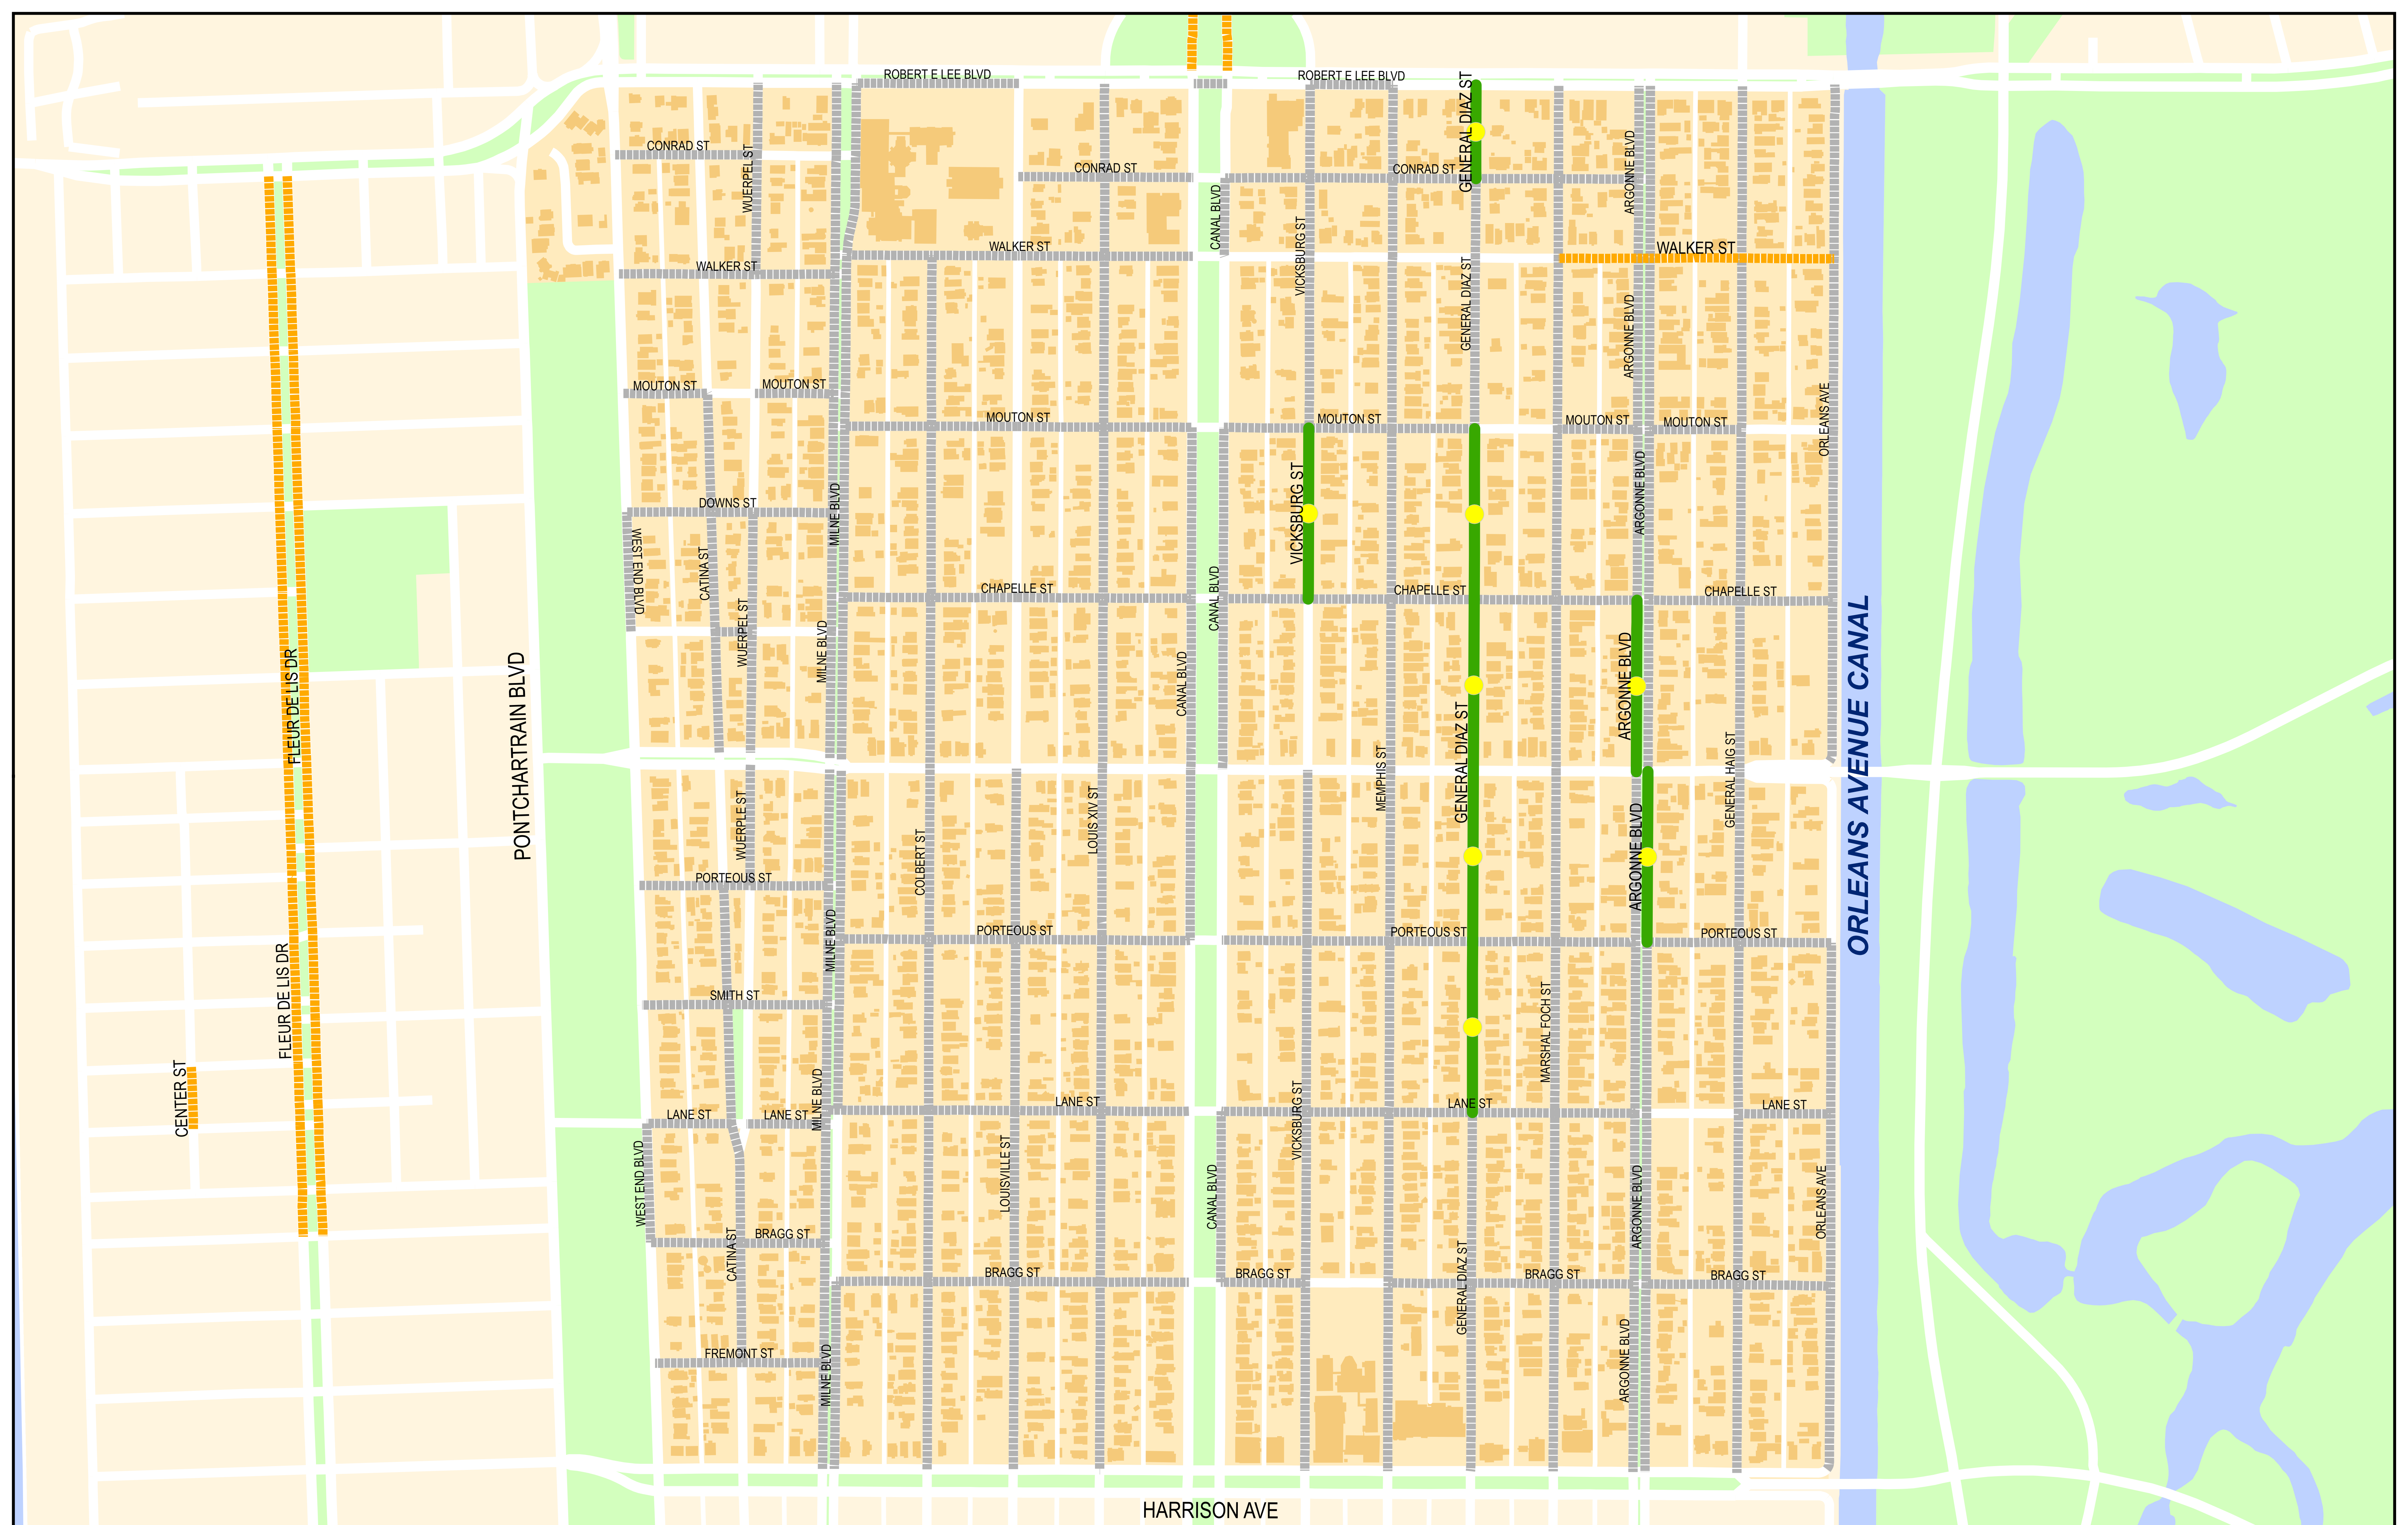 ROBERT E LEE BLVD
ROBERT E LEE BLVD
GENERAL DIAZ ST
CONRAD ST
WUERPEL ST
CONRAD ST
CANAL BLVD
CONRAD ST
ARGONNE BLVD
VICKSBURG ST
WALKER ST
WALKER ST
WALKER ST
GENERAL DIAZ ST
ARGONNE BLVD
MOUTON ST
MOUTON ST
MOUTON ST
MOUTON ST
MOUTON ST
MOUTON ST
ORLEANS AVE
DOWNS ST
MILNE BLVD
VICKSBURG ST
ARGONNE BLVD
WEST END BLVD
CATINA ST
CHAPELLE ST
CANAL BLVD
CHAPELLE ST
CHAPELLE ST
WUERPEL ST
MILNE BLVD
FLEUR DE LIS DR
PONTCHARTRAIN BLVD
CANAL BLVD
ARGONNE BLVD
GENERAL DIAZ ST
MEMPHIS ST
GENERAL HAIG ST
ORLEANS AVENUE CANAL
WUERPLE ST
COLBERT ST
LOUIS XIV ST
ARGONNE BLVD
PORTEOUS ST
PORTEOUS ST
PORTEOUS ST
PORTEOUS ST
MILNE BLVD
FLEUR DE LIS DR
SMITH ST
MARSHAL FOCH ST
CENTER ST
LANE ST
LANE ST
MILNE BLVD
LANE ST
VICKSBURG ST
LANE ST
LANE ST
WEST END BLVD
LOUISVILLE ST
CANAL BLVD
ARGONNE BLVD
ORLEANS AVE
CATINA ST
BRAGG ST
BRAGG ST
BRAGG ST
GENERAL DIAZ ST
BRAGG ST
BRAGG ST
FREMONT ST
MILNE BLVD
ARGONNE BLVD
HARRISON AVE